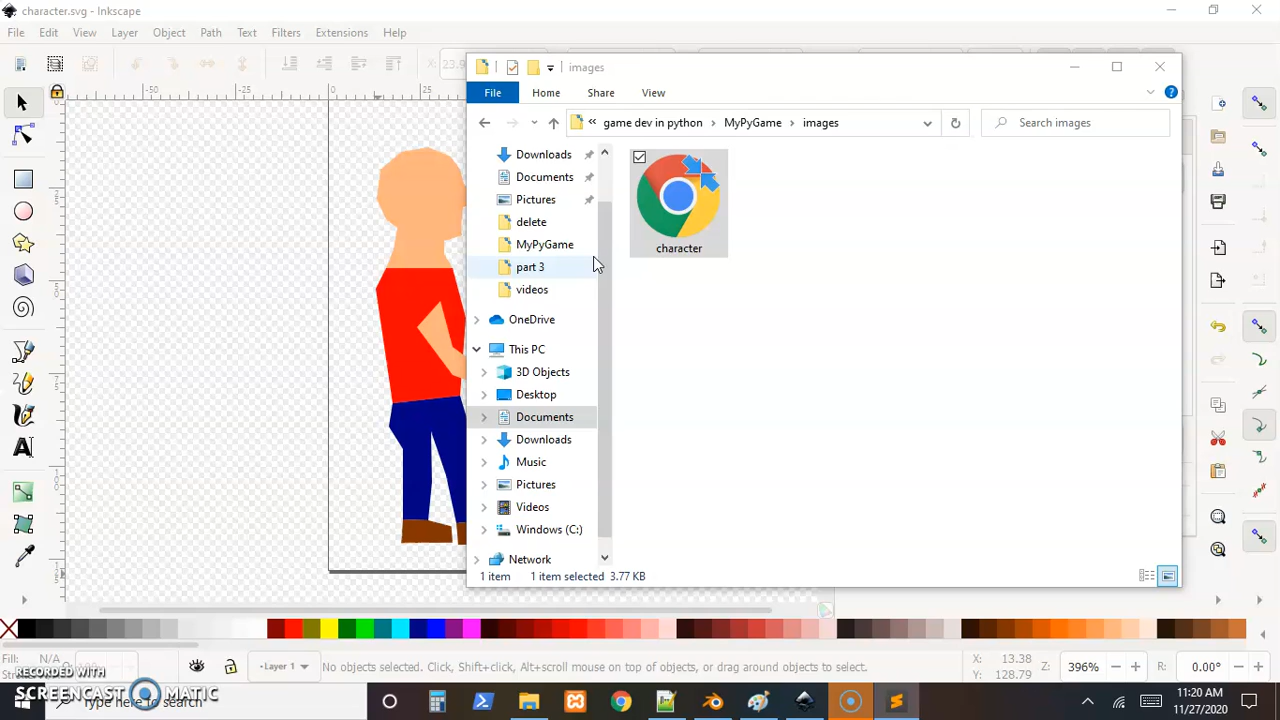 character.svg - Inkscape
File Edit View Layer Object Path Text Filters Extensions Help
images
File Home Share View
« game dev in python > MyPyGame > images
Search images
Downloads
Documents
Pictures
delete
MyPyGame
part 3
videos
OneDrive
This PC
3D Objects
Desktop
Documents
Downloads
Music
Pictures
Videos
Windows (C:)
Network
character
1 item 1 item selected 3.77 KB
-50 -25 0 25
X:
Fill: N/A
Layer 1
No objects selected. Click, Shift+click, Alt+scroll mouse on top of objects, or drag around objects to select.
X: 13.38
Y: 128.79
Z: 396%
R: 0.00°
RECORDED WITH
SCREENCAST MATIC
Type here to search
11:20 AM
11/27/2020